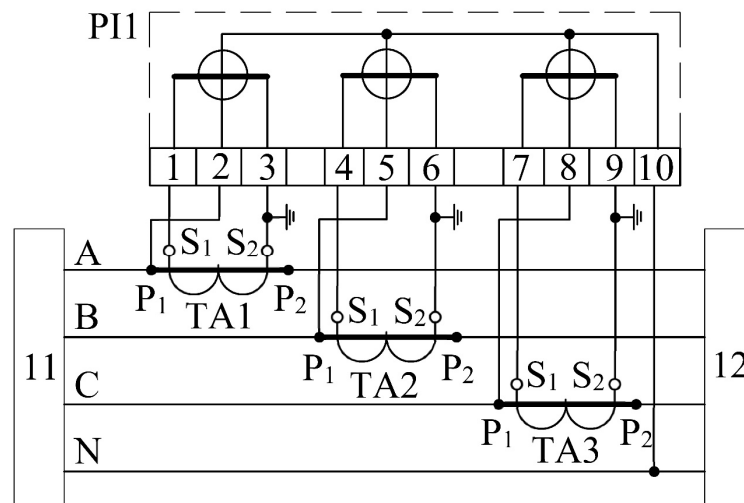 PI1
1 2 3 4 5 6 7 8 9 10
A S₁ S₂
P₁ TA1 P₂
B S₁ S₂
P₁ TA2 P₂
11 12
C S₁ S₂
P₁ TA3 P₂
N